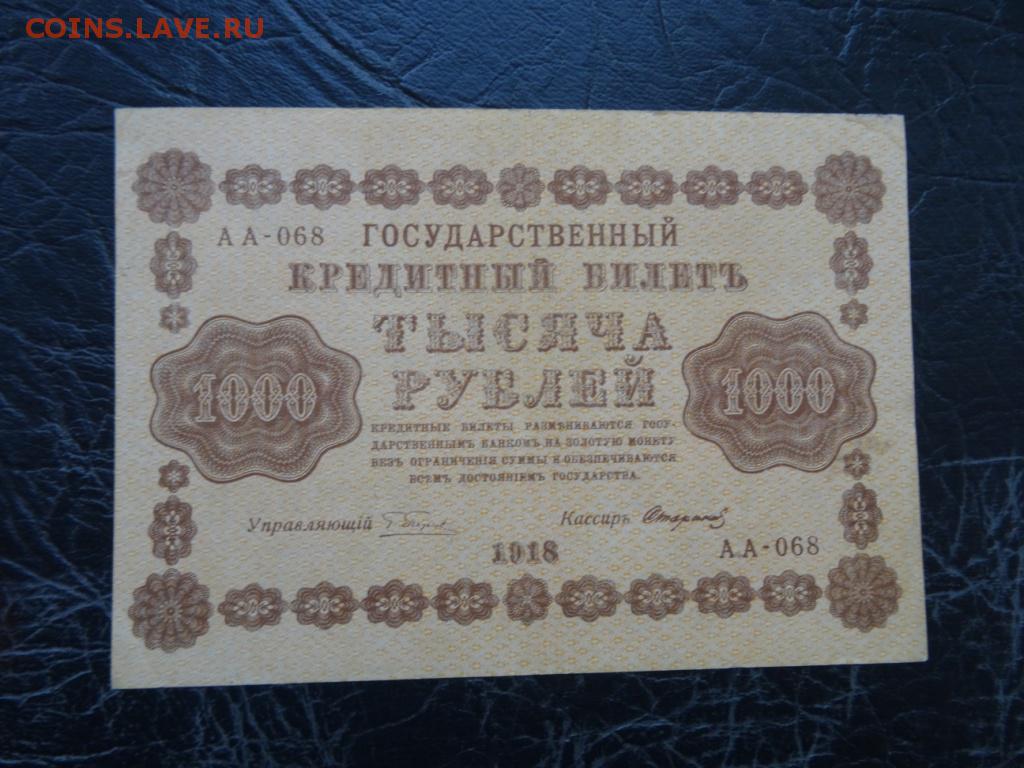 COINS.LAVE.RU
АА-068 ГОСУДАРСТВЕННЫЙ
КРЕДИТНЫЙ БИЛЕТЪ
ТЫСЯЧА
РУБЛЕЙ
1000
1000
КРЕДИТНЫЕ БИЛЕТЫ РАЗМѢНИВАЮТСЯ ГОСУ-
ДАРСТВЕННЫМЪ БАНКОМЪ НА ЗОЛОТУЮ МОНЕТУ
БЕЗЪ ОГРАНИЧЕНІЯ СУММЫ И ОБЕЗПЕЧИВАЮТСЯ
ВСѢМЪ ДОСТОЯНІЕМЪ ГОСУДАРСТВА.
Управляющій
Кассиръ
1918
АА-068